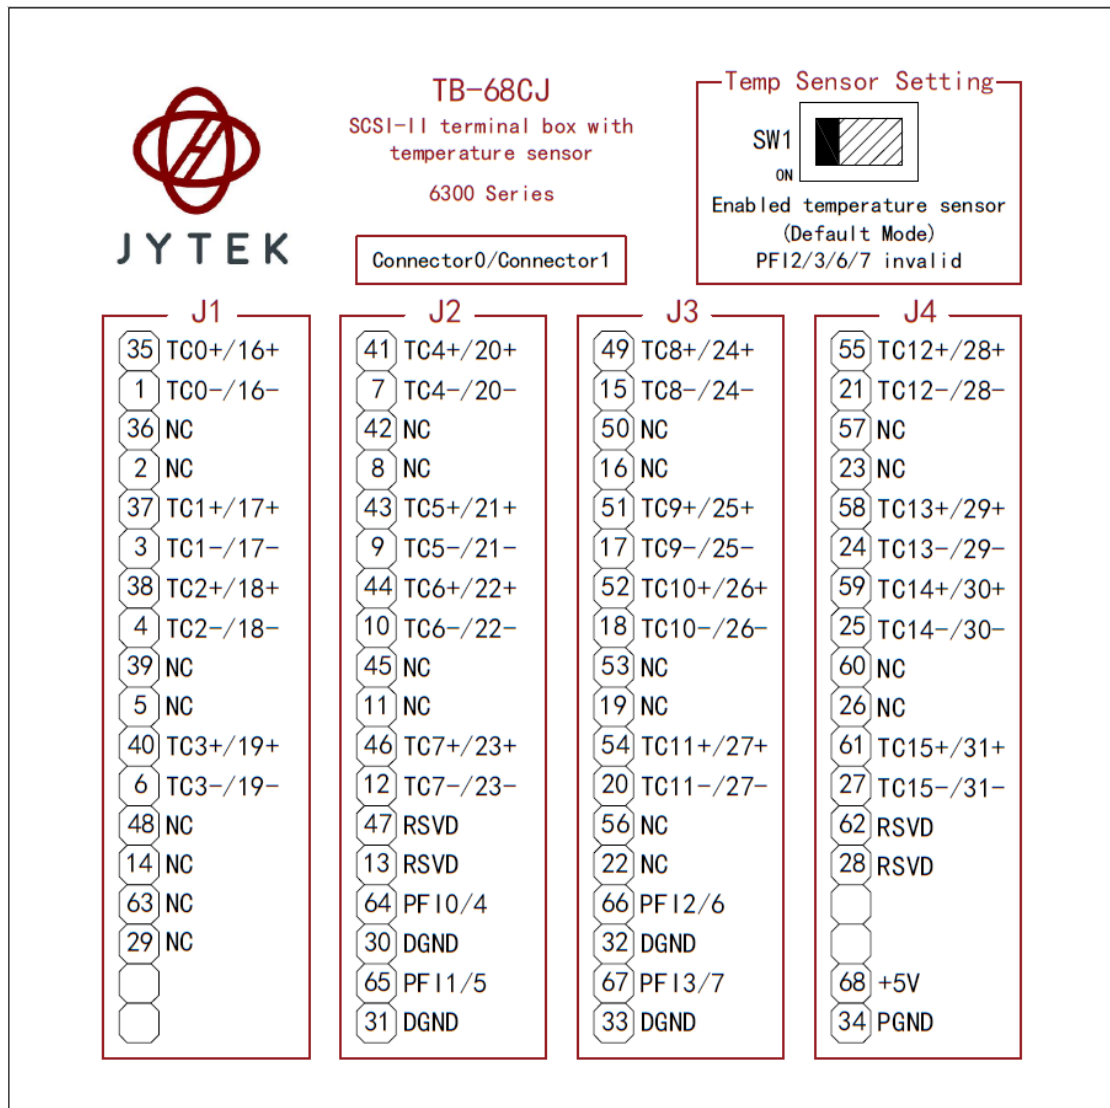 TB-68CJ
SCSI-II terminal box with
temperature sensor
6300 Series
Connector0/Connector1
JYTEK
Temp Sensor Setting
SW1
ON
Enabled temperature sensor
(Default Mode)
PFI2/3/6/7 invalid
J1
35 TC0+/16+
1 TC0-/16-
36 NC
2 NC
37 TC1+/17+
3 TC1-/17-
38 TC2+/18+
4 TC2-/18-
39 NC
5 NC
40 TC3+/19+
6 TC3-/19-
48 NC
14 NC
63 NC
29 NC
J2
41 TC4+/20+
7 TC4-/20-
42 NC
8 NC
43 TC5+/21+
9 TC5-/21-
44 TC6+/22+
10 TC6-/22-
45 NC
11 NC
46 TC7+/23+
12 TC7-/23-
47 RSVD
13 RSVD
64 PFI0/4
30 DGND
65 PFI1/5
31 DGND
J3
49 TC8+/24+
15 TC8-/24-
50 NC
16 NC
51 TC9+/25+
17 TC9-/25-
52 TC10+/26+
18 TC10-/26-
53 NC
19 NC
54 TC11+/27+
20 TC11-/27-
56 NC
22 NC
66 PFI2/6
32 DGND
67 PFI3/7
33 DGND
J4
55 TC12+/28+
21 TC12-/28-
57 NC
23 NC
58 TC13+/29+
24 TC13-/29-
59 TC14+/30+
25 TC14-/30-
60 NC
26 NC
61 TC15+/31+
27 TC15-/31-
62 RSVD
28 RSVD
68 +5V
34 PGND